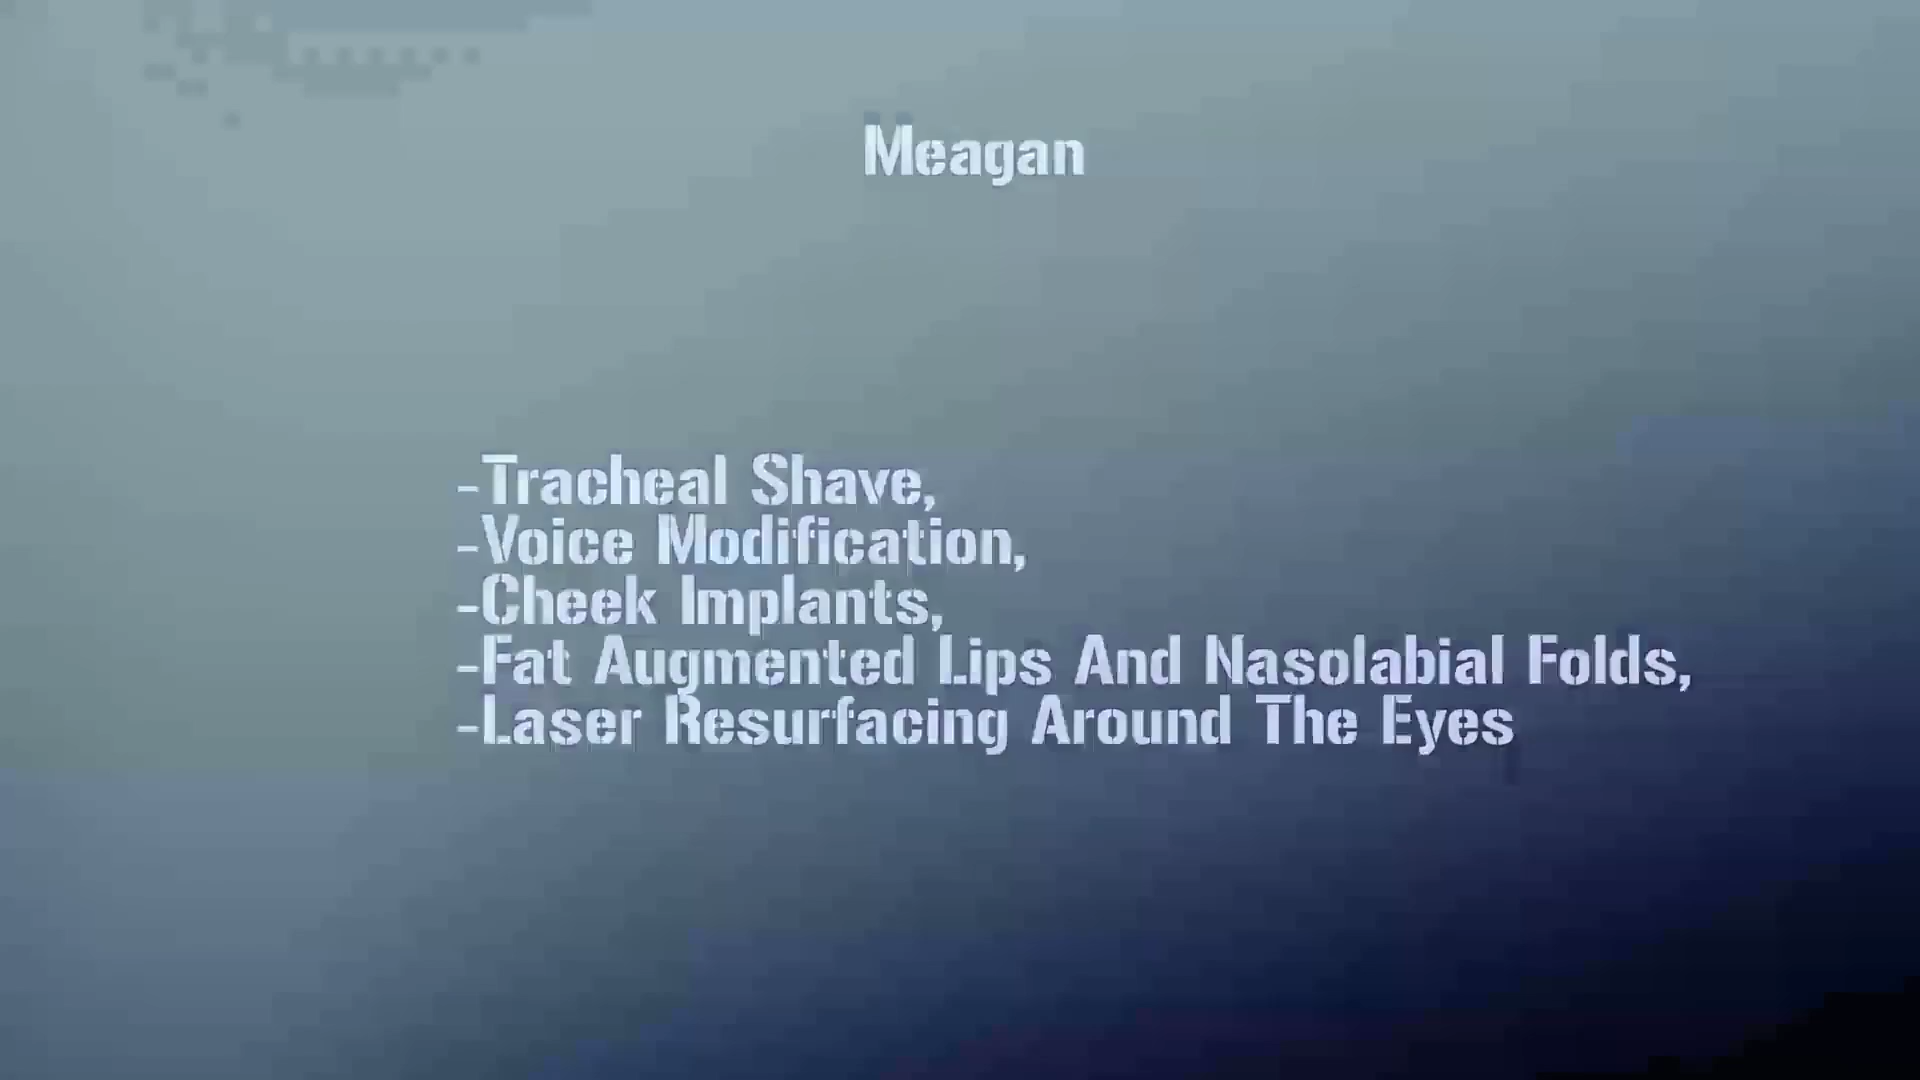 Meagan
-Tracheal Shave,
-Voice Modification,
-Cheek Implants,
-Fat Augmented Lips And Nasolabial Folds,
-Laser Resurfacing Around The Eyes